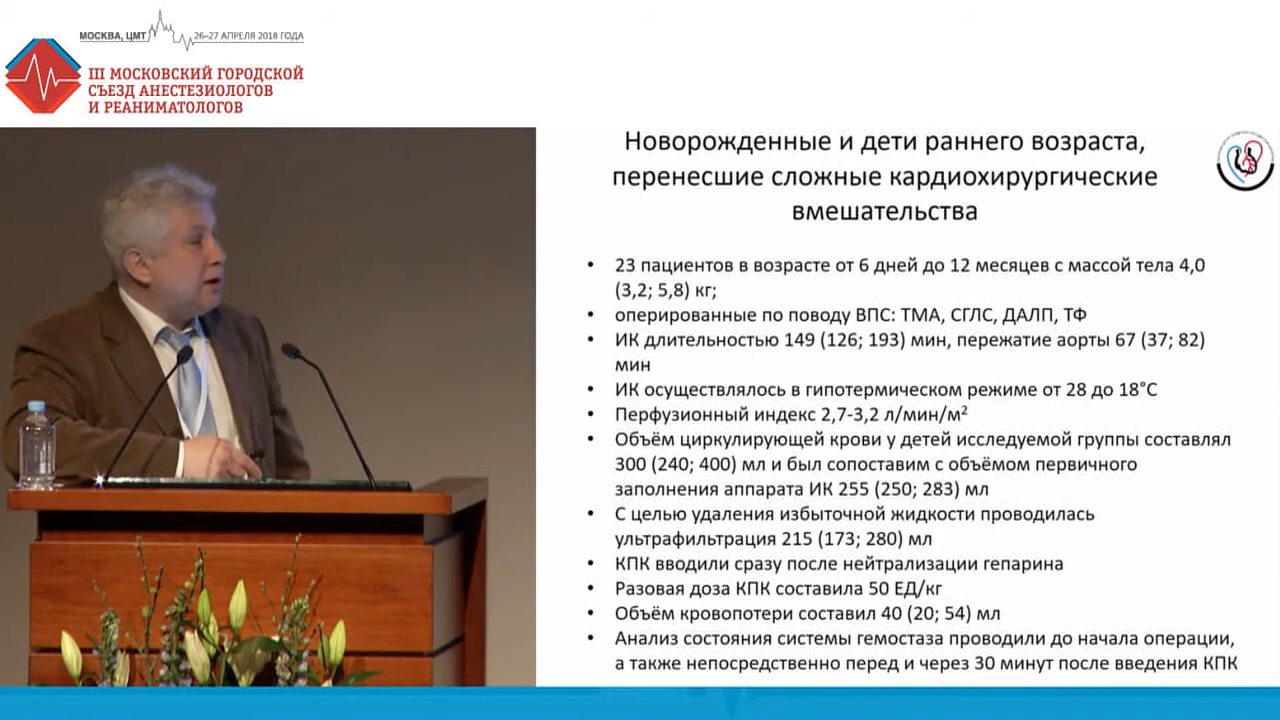 МОСКВА, ЦМТ 26–27 АПРЕЛЯ 2018 ГОДА
III МОСКОВСКИЙ ГОРОДСКОЙ
СЪЕЗД АНЕСТЕЗИОЛОГОВ
И РЕАНИМАТОЛОГОВ
Новорожденные и дети раннего возраста,
перенесшие сложные кардиохирургические
вмешательства
• 23 пациентов в возрасте от 6 дней до 12 месяцев с массой тела 4,0
(3,2; 5,8) кг;
• оперированные по поводу ВПС: ТМА, СГЛС, ДАЛП, ТФ
• ИК длительностью 149 (126; 193) мин, пережатие аорты 67 (37; 82)
мин
• ИК осуществлялось в гипотермическом режиме от 28 до 18°C
• Перфузионный индекс 2,7-3,2 л/мин/м²
• Объём циркулирующей крови у детей исследуемой группы составлял
300 (240; 400) мл и был сопоставим с объёмом первичного
заполнения аппарата ИК 255 (250; 283) мл
• С целью удаления избыточной жидкости проводилась
ультрафильтрация 215 (173; 280) мл
• КПК вводили сразу после нейтрализации гепарина
• Разовая доза КПК составила 50 ЕД/кг
• Объём кровопотери составил 40 (20; 54) мл
• Анализ состояния системы гемостаза проводили до начала операции,
а также непосредственно перед и через 30 минут после введения КПК